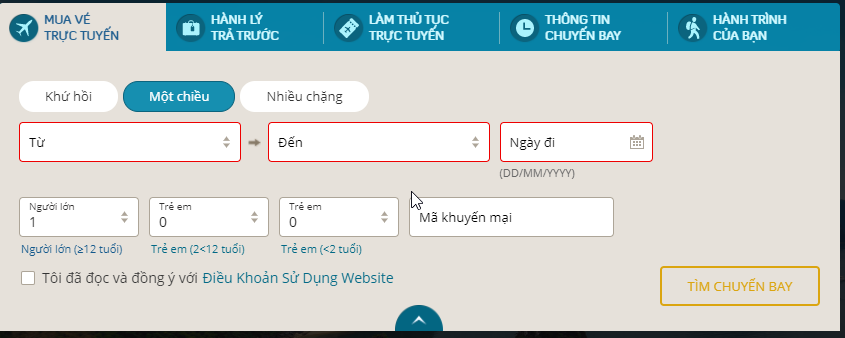 MUA VÉ
TRỰC TUYẾN
HÀNH LÝ
TRẢ TRƯỚC
LÀM THỦ TỤC
TRỰC TUYẾN
THÔNG TIN
CHUYẾN BAY
HÀNH TRÌNH
CỦA BẠN
Khứ hồi
Một chiều
Nhiều chặng
Từ
Đến
Ngày đi
(DD/MM/YYYY)
Người lớn
1
Trẻ em
0
Trẻ em
0
Mã khuyến mại
Người lớn (≥12 tuổi)
Trẻ em (2<12 tuổi)
Trẻ em (<2 tuổi)
Tôi đã đọc và đồng ý với Điều Khoản Sử Dụng Website
TÌM CHUYẾN BAY